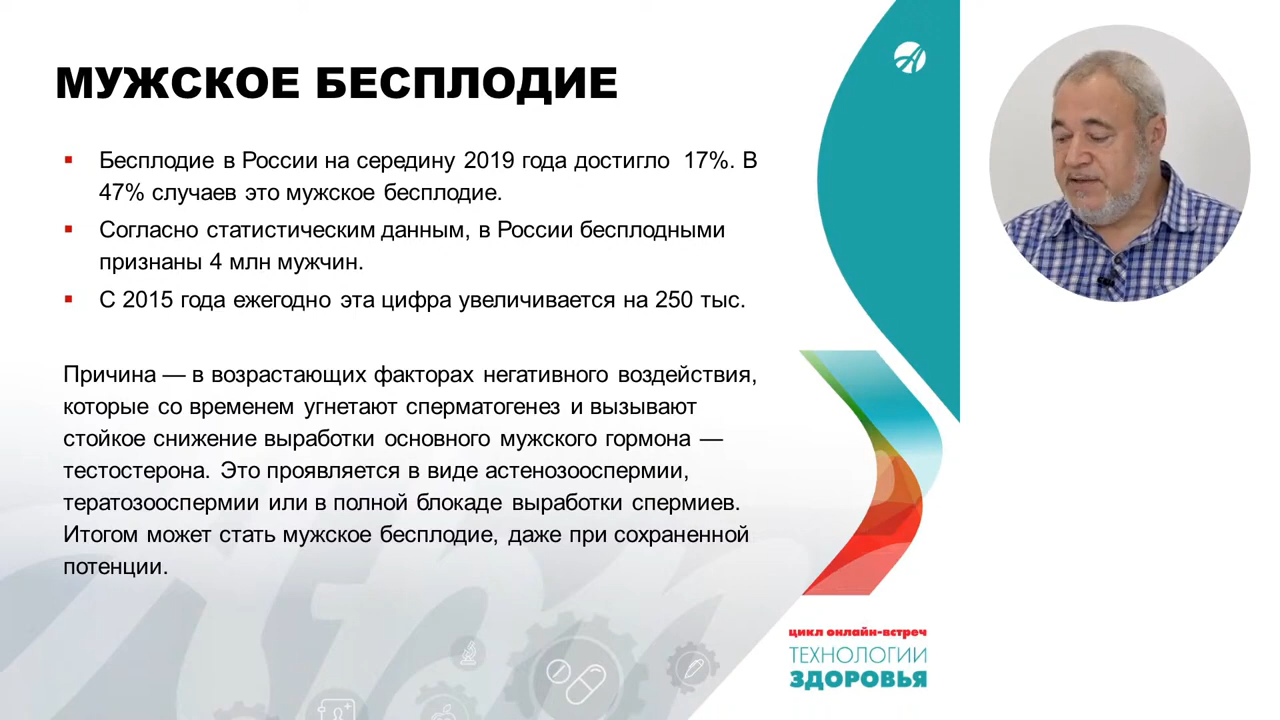 МУЖСКОЕ БЕСПЛОДИЕ
Бесплодие в России на середину 2019 года достигло 17%. В
47% случаев это мужское бесплодие.
Согласно статистическим данным, в России бесплодными
признаны 4 млн мужчин.
С 2015 года ежегодно эта цифра увеличивается на 250 тыс.
Причина — в возрастающих факторах негативного воздействия,
которые со временем угнетают сперматогенез и вызывают
стойкое снижение выработки основного мужского гормона —
тестостерона. Это проявляется в виде астенозооспермии,
тератозооспермии или в полной блокаде выработки спермиев.
Итогом может стать мужское бесплодие, даже при сохраненной
потенции.
цикл онлайн-встреч
ТЕХНОЛОГИИ
ЗДОРОВЬЯ